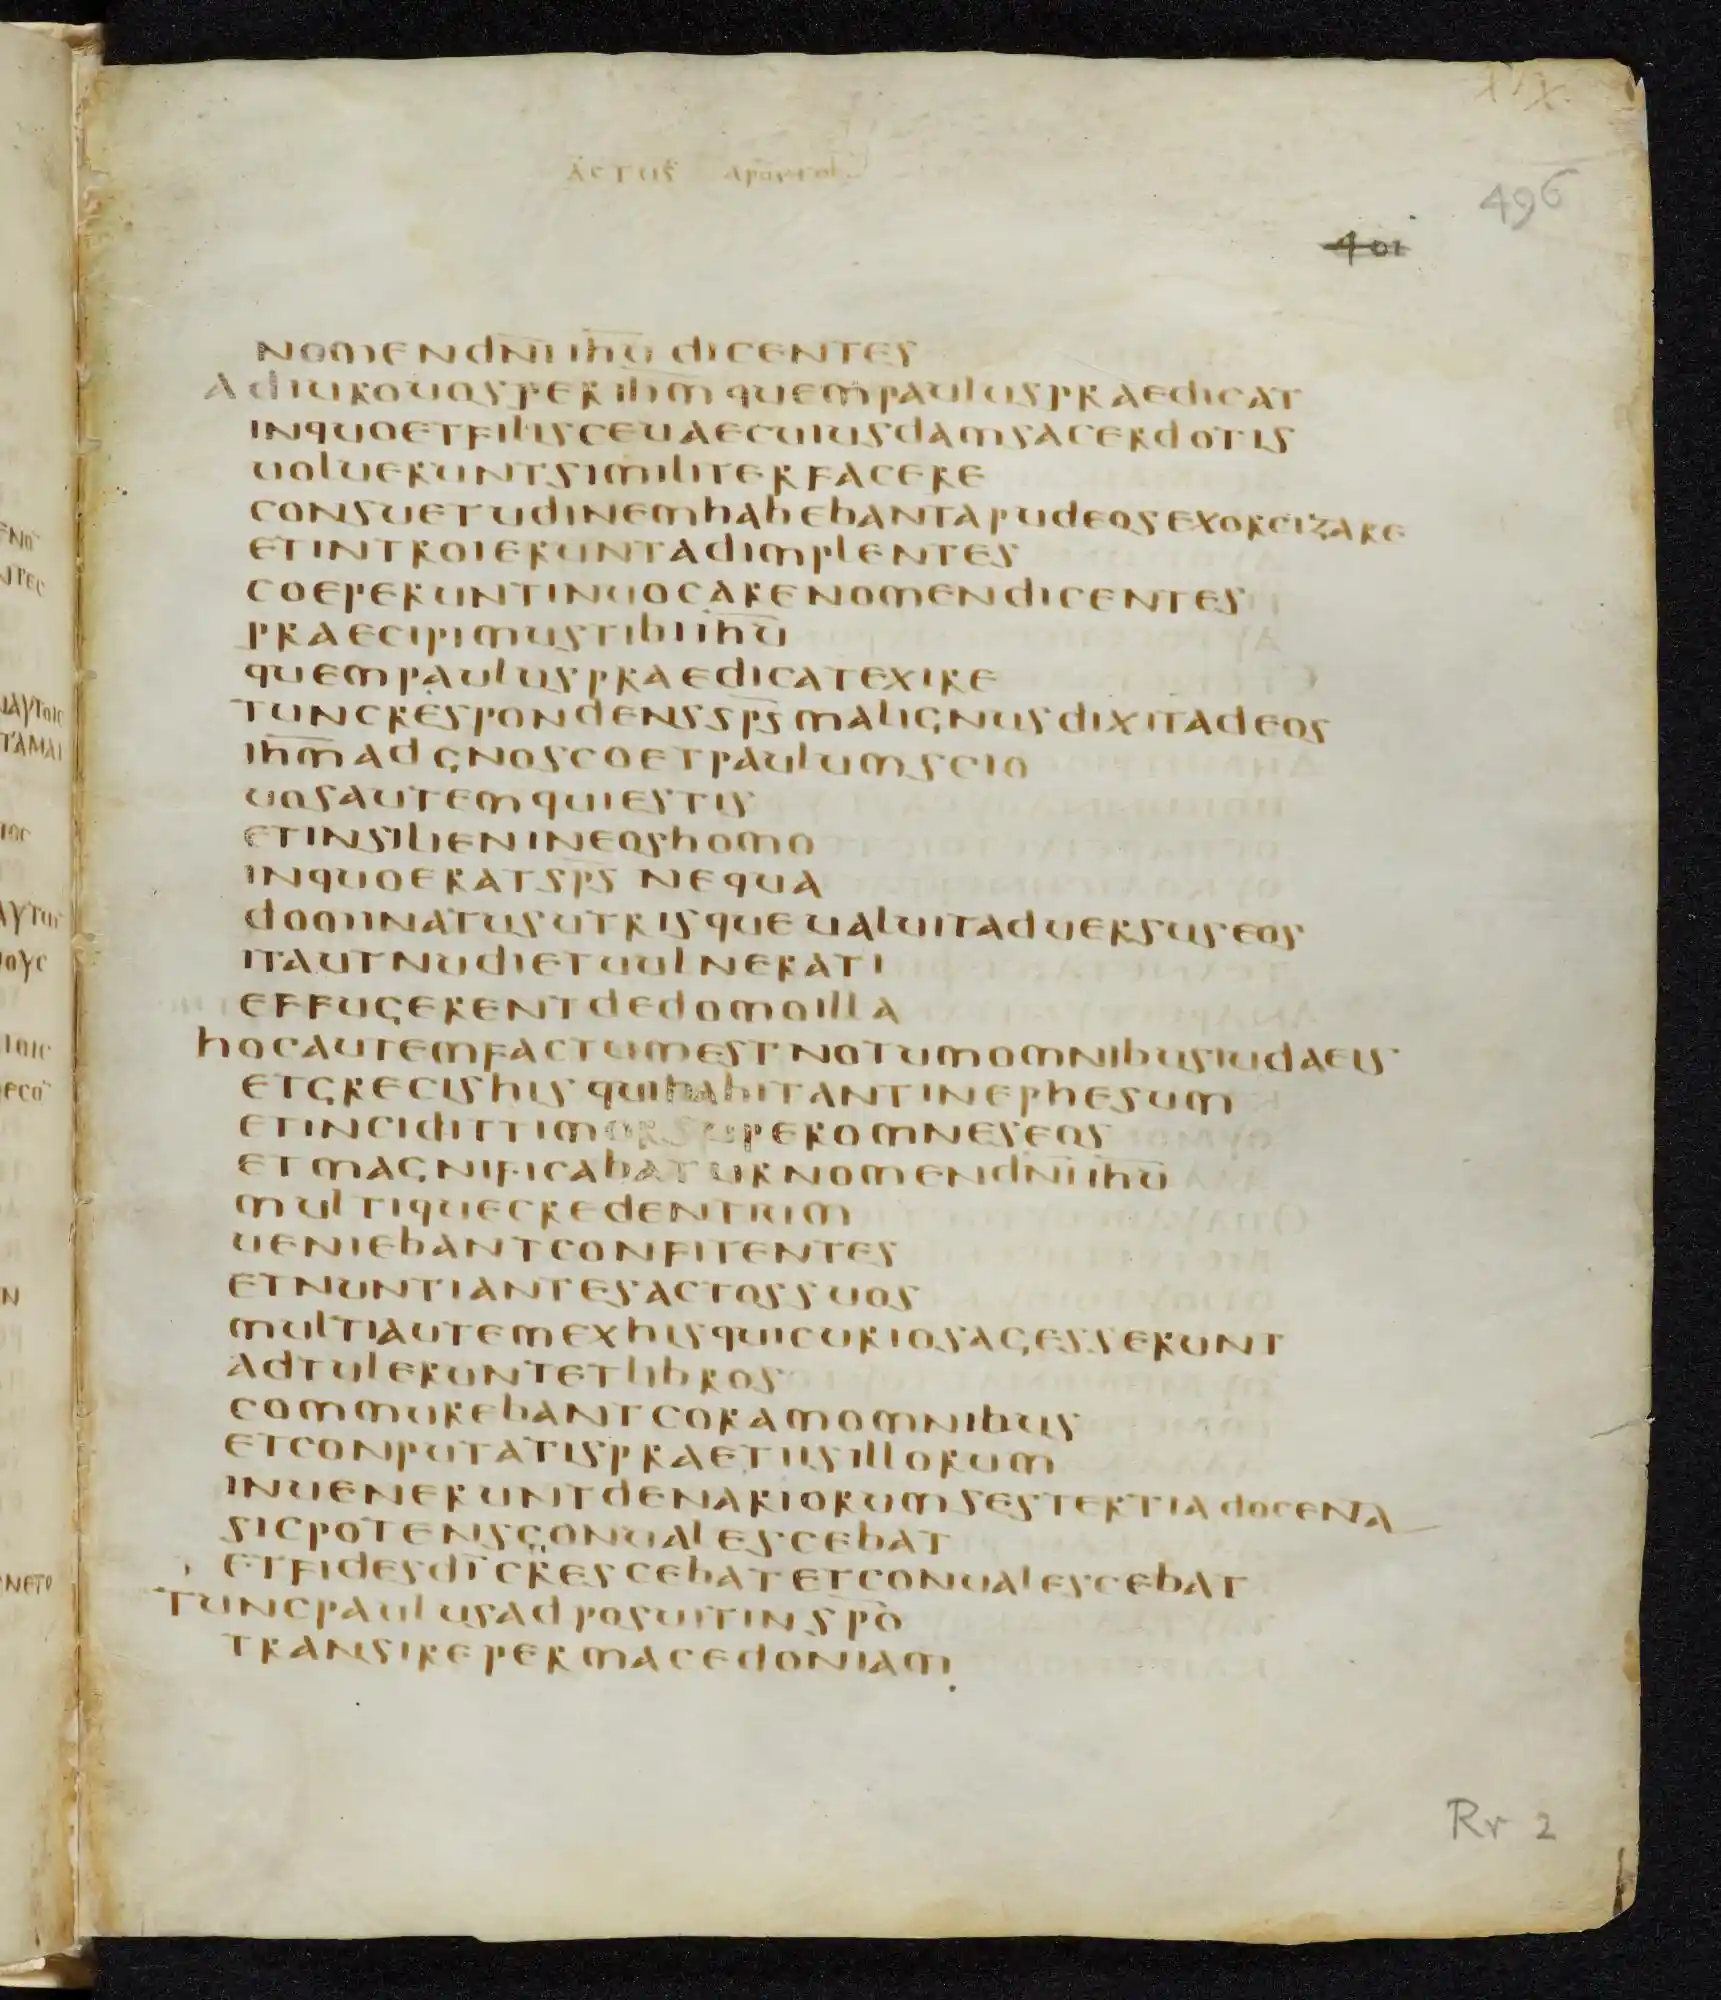 XIX.
ACTUS Apostol
496
401
NOMEN DNI IHU DICENTES
ADIURO UOS PER IHM QUEM PAULUS PRAEDICAT
IN QUO ET FILIIS CEUAE CUIUSDAM SACERDOTIS
UOLUERUNT SIMILITER FACERE
CONSUETUDINEM HABEBANT APUD EOS EXORCIZARE
ET INTROIERUNT AD IMPLENTES
COEPERUNT INUOCARE NOMEN DICENTES
PRAECIPIMUS TIBI IHU
QUEM PAULUS PRAEDICAT EXIRE
TUNC RESPONDENS SPS MALIGNUS DIXIT AD EOS
IHM ADGNOSCO ET PAULUM SCIO
UOS AUTEM QUI ESTIS
ET INSILIEN IN EOS HOMO
IN QUO ERAT SPS NEQUA
DOMINATUS UTRISQUE UALUIT ADUERSUS EOS
ITA UT NUDI ET UULNERATI
EFFUGERENT DE DOMO ILLA
HOC AUTEM FACTUM EST NOTUM OMNIBUS IUDAEIS
ET GRECIS HIS QUI HABITANT IN EPHESUM
ET INCIDIT TIMOR SUPER OMNES EOS
ET MAGNIFICABATUR NOMEN DNI IHU
MULTIQUE CREDENTIUM
UENIEBANT CONFITENTES
ET NUNTIANTES ACTOS SUOS
MULTI AUTEM EX HIS QUI CURIOSA GESSERUNT
ADTULERUNT ET LIBROS
COMMUREBANT CORAM OMNIBUS
ET CONPUTATIS PRAETIIS ILLORUM
INUENERUNT DENARIORUM SESTERTIA DOCENTA
SIC POTENS CONUALESCEBAT
ET FIDES DI CRESCEBAT ET CONUALESCEBAT
TUNC PAULUS ADPOSUIT IN SPO
TRANSIRE PER MACEDONIAM
Rr 2